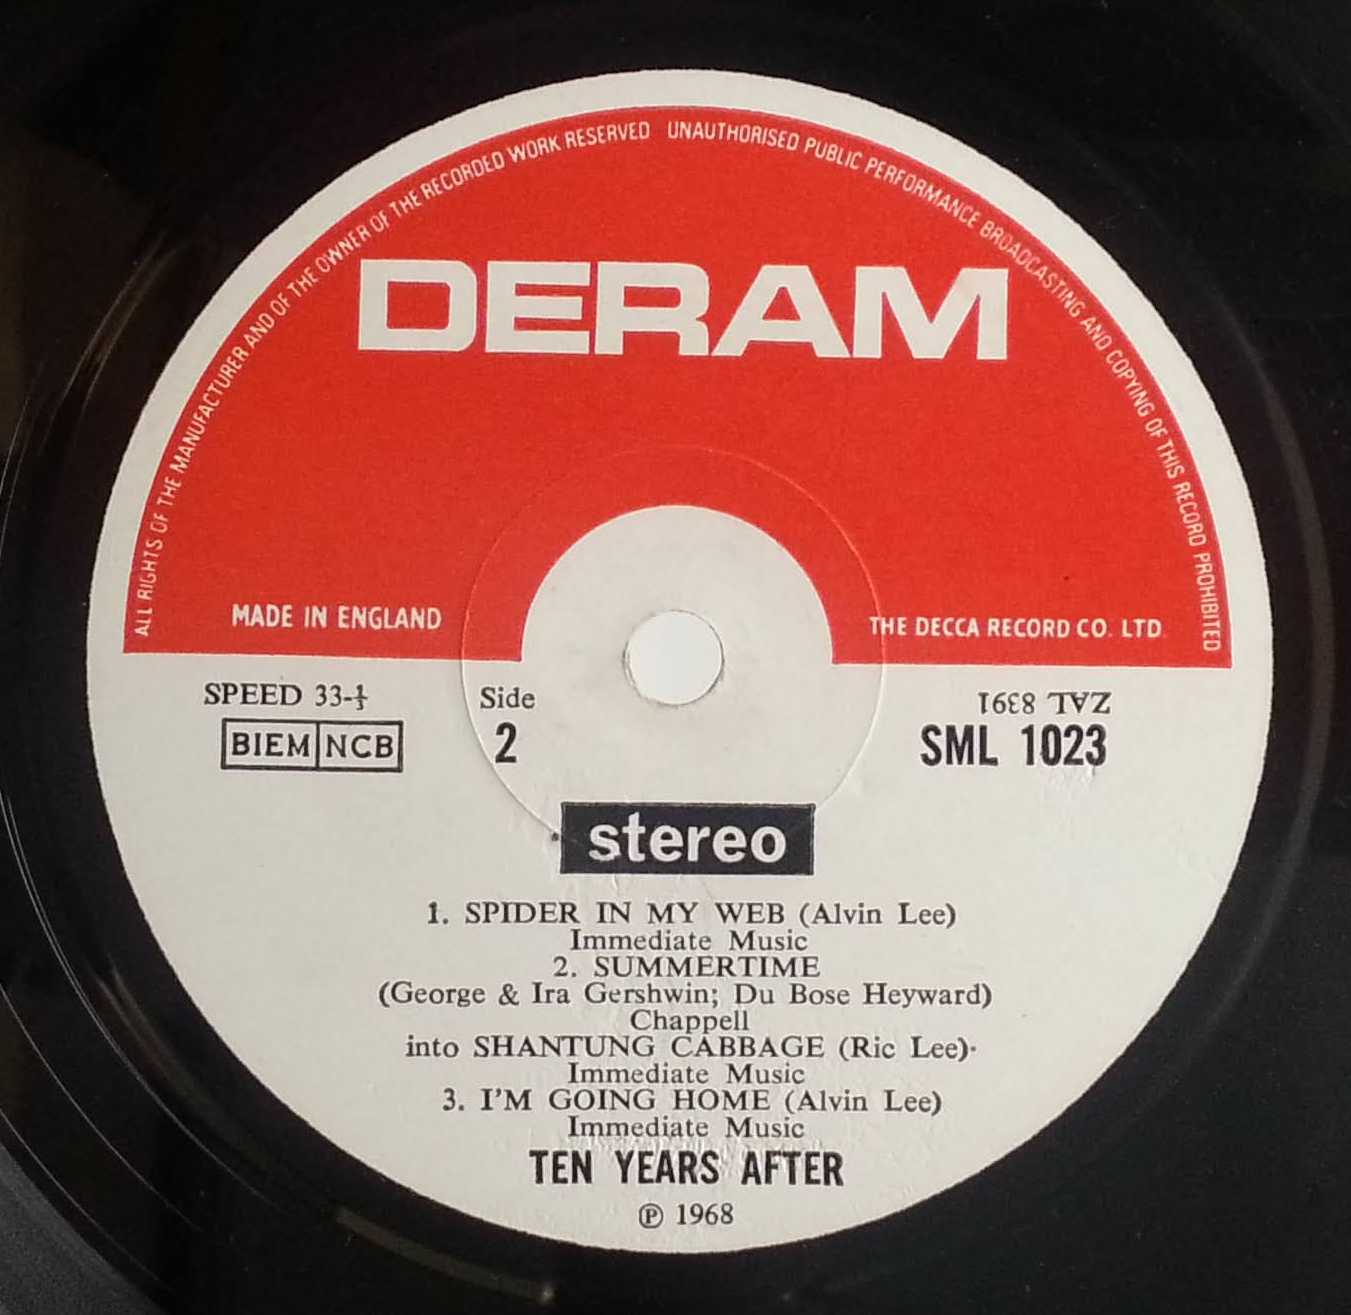 ALL RIGHTS OF THE MANUFACTURER AND OF THE OWNER OF THE RECORDED WORK RESERVED UNAUTHORISED PUBLIC PERFORMANCE BROADCASTING AND COPYING OF THIS RECORD PROHIBITED
DERAM
MADE IN ENGLAND
THE DECCA RECORD CO. LTD.
SPEED 33-⅓
BIEM NCB
Side
2
ZAL 8391
SML 1023
stereo
1. SPIDER IN MY WEB (Alvin Lee)
Immediate Music
2. SUMMERTIME
(George & Ira Gershwin; Du Bose Heyward)
Chappell
into SHANTUNG CABBAGE (Ric Lee)·
Immediate Music
3. I'M GOING HOME (Alvin Lee)
Immediate Music
TEN YEARS AFTER
℗ 1968